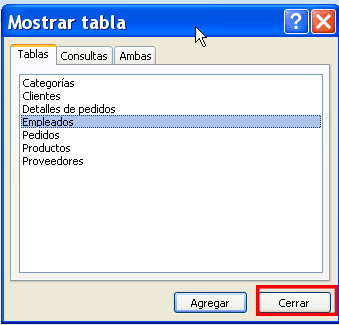 Mostrar tabla
?
Tablas Consultas Ambas
Categorías
Clientes
Detalles de pedidos
Empleados
Pedidos
Productos
Proveedores
Agregar Cerrar